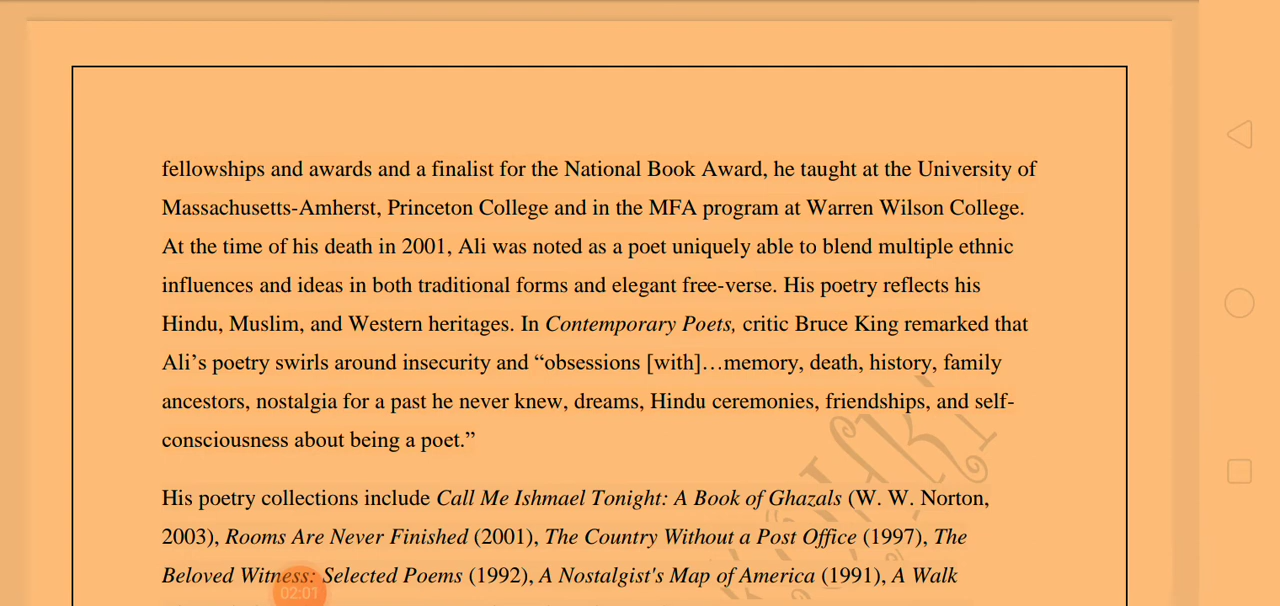 fellowships and awards and a finalist for the National Book Award, he taught at the University of
Massachusetts-Amherst, Princeton College and in the MFA program at Warren Wilson College.
At the time of his death in 2001, Ali was noted as a poet uniquely able to blend multiple ethnic
influences and ideas in both traditional forms and elegant free-verse. His poetry reflects his
Hindu, Muslim, and Western heritages. In Contemporary Poets, critic Bruce King remarked that
Ali’s poetry swirls around insecurity and “obsessions [with]…memory, death, history, family
ancestors, nostalgia for a past he never knew, dreams, Hindu ceremonies, friendships, and self-
consciousness about being a poet.”
His poetry collections include Call Me Ishmael Tonight: A Book of Ghazals (W. W. Norton,
2003), Rooms Are Never Finished (2001), The Country Without a Post Office (1997), The
Beloved Witness: Selected Poems (1992), A Nostalgist's Map of America (1991), A Walk
02:01